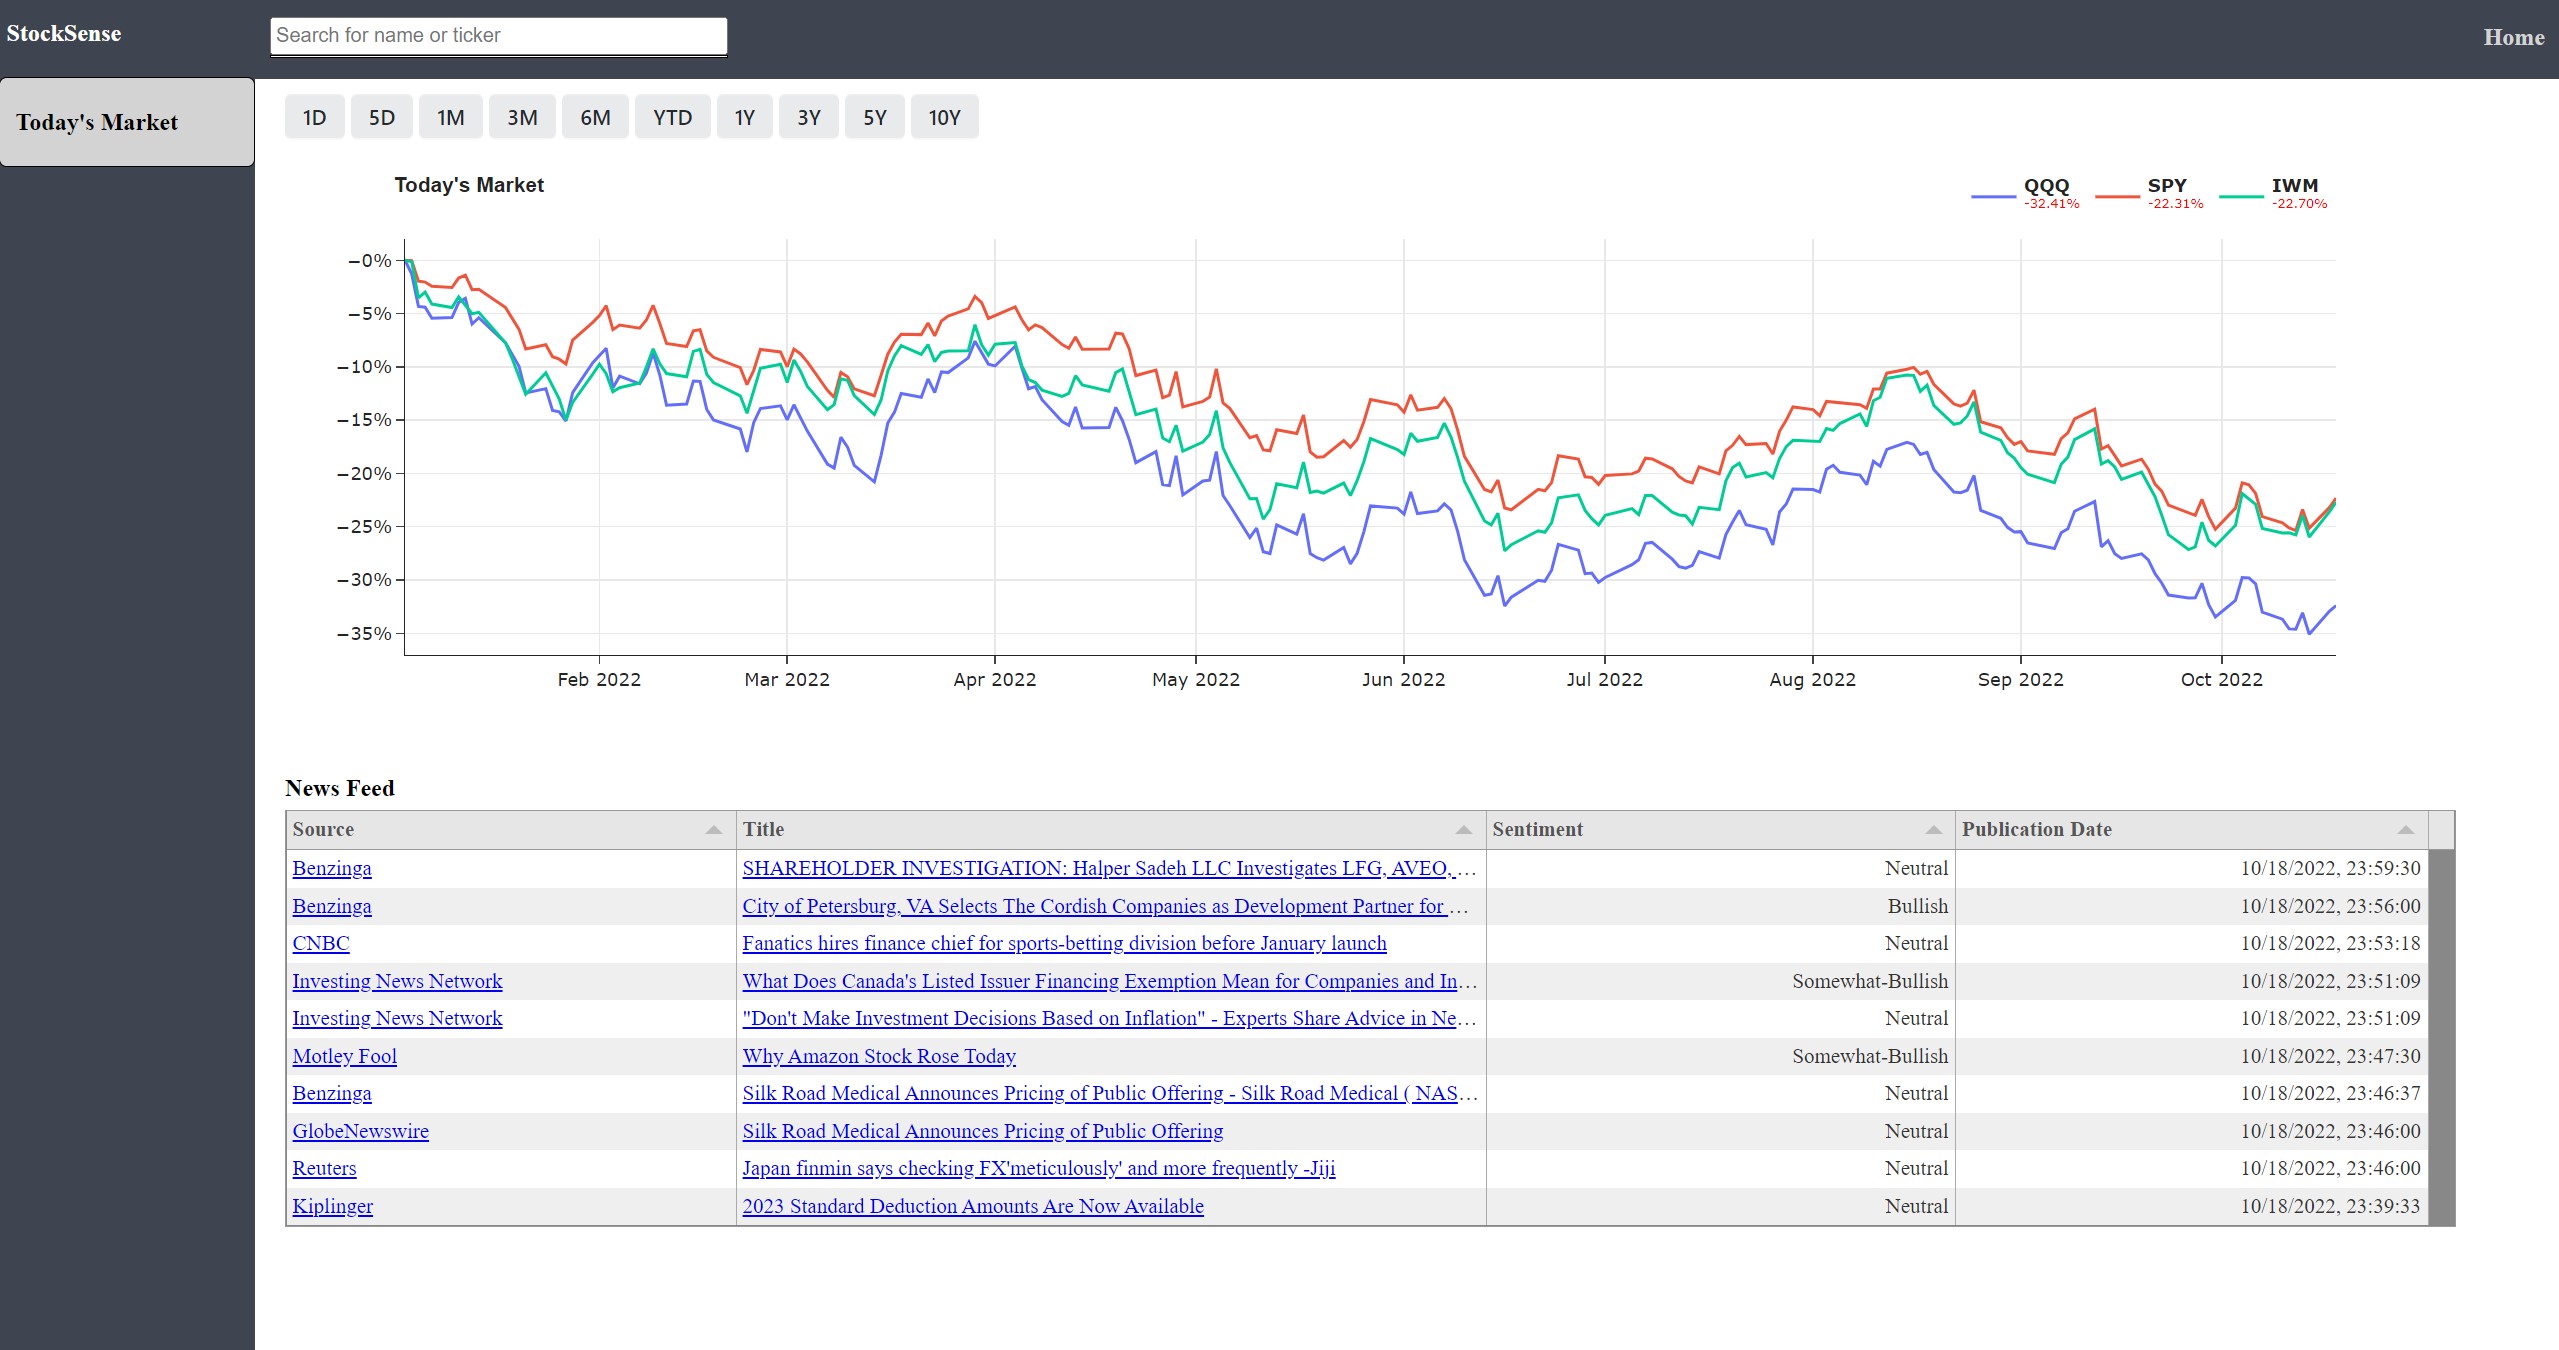 StockSense
Search for name or ticker
Home
Today's Market
1D 5D 1M 3M 6M YTD 1Y 3Y 5Y 10Y
Today's Market
QQQ SPY IWM
-32.41% -22.31% -22.70%
−0%
−5%
−10%
−15%
−20%
−25%
−30%
−35%
Feb 2022 Mar 2022 Apr 2022 May 2022 Jun 2022 Jul 2022 Aug 2022 Sep 2022 Oct 2022
News Feed
Source Title Sentiment Publication Date
Benzinga SHAREHOLDER INVESTIGATION: Halper Sadeh LLC Investigates LFG, AVEO, ... Neutral 10/18/2022, 23:59:30
Benzinga City of Petersburg, VA Selects The Cordish Companies as Development Partner for ... Bullish 10/18/2022, 23:56:00
CNBC Fanatics hires finance chief for sports-betting division before January launch Neutral 10/18/2022, 23:53:18
Investing News Network What Does Canada's Listed Issuer Financing Exemption Mean for Companies and In... Somewhat-Bullish 10/18/2022, 23:51:09
Investing News Network "Don't Make Investment Decisions Based on Inflation" - Experts Share Advice in Ne... Neutral 10/18/2022, 23:51:09
Motley Fool Why Amazon Stock Rose Today Somewhat-Bullish 10/18/2022, 23:47:30
Benzinga Silk Road Medical Announces Pricing of Public Offering - Silk Road Medical ( NAS... Neutral 10/18/2022, 23:46:37
GlobeNewswire Silk Road Medical Announces Pricing of Public Offering Neutral 10/18/2022, 23:46:00
Reuters Japan finmin says checking FX'meticulously' and more frequently -Jiji Neutral 10/18/2022, 23:46:00
Kiplinger 2023 Standard Deduction Amounts Are Now Available Neutral 10/18/2022, 23:39:33